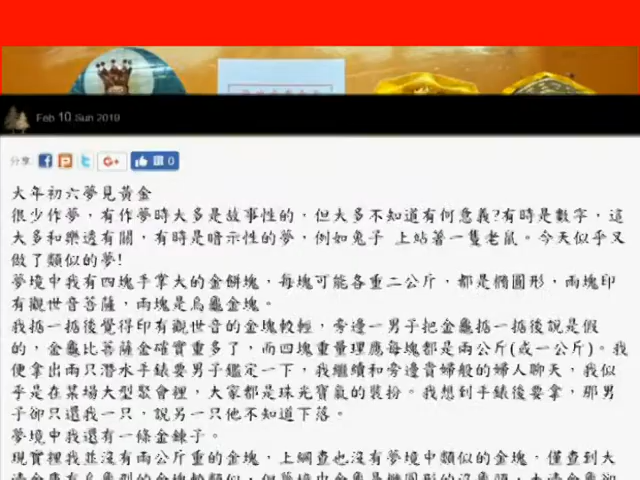 Feb 10 Sun 2019
分享:
讚 0
大年初六夢見黃金
很少作夢，有作夢時大多是故事性的，但大多不知道有何意義?有時是數字，這
大多和樂透有關，有時是暗示性的夢，例如兔子 上站著一隻老鼠。今天似乎又
做了類似的夢!
夢境中我有四塊手掌大的金餅塊，每塊可能各重二公斤，都是橢圓形，兩塊印
有觀世音菩薩，兩塊是烏龜金塊。
我掂一掂後覺得印有觀世音的金塊較輕，旁邊一男子把金龜掂一掂後說是假
的，金龜比菩薩金確實重多了，而四塊重量理應每塊都是兩公斤(或一公斤)。我
便拿出兩只潛水手錶要男子鑑定一下，我繼續和旁邊貴婦般的婦人聊天，我似
乎是在某場大型聚會裡，大家都是珠光寶氣的裝扮。我想到手錶後要拿，那男
子卻只還我一只，說另一只他不知道下落。
夢境中我還有一條金鍊子。
現實裡我並沒有兩公斤重的金塊，上網查也沒有夢境中類似的金塊，僅查到大